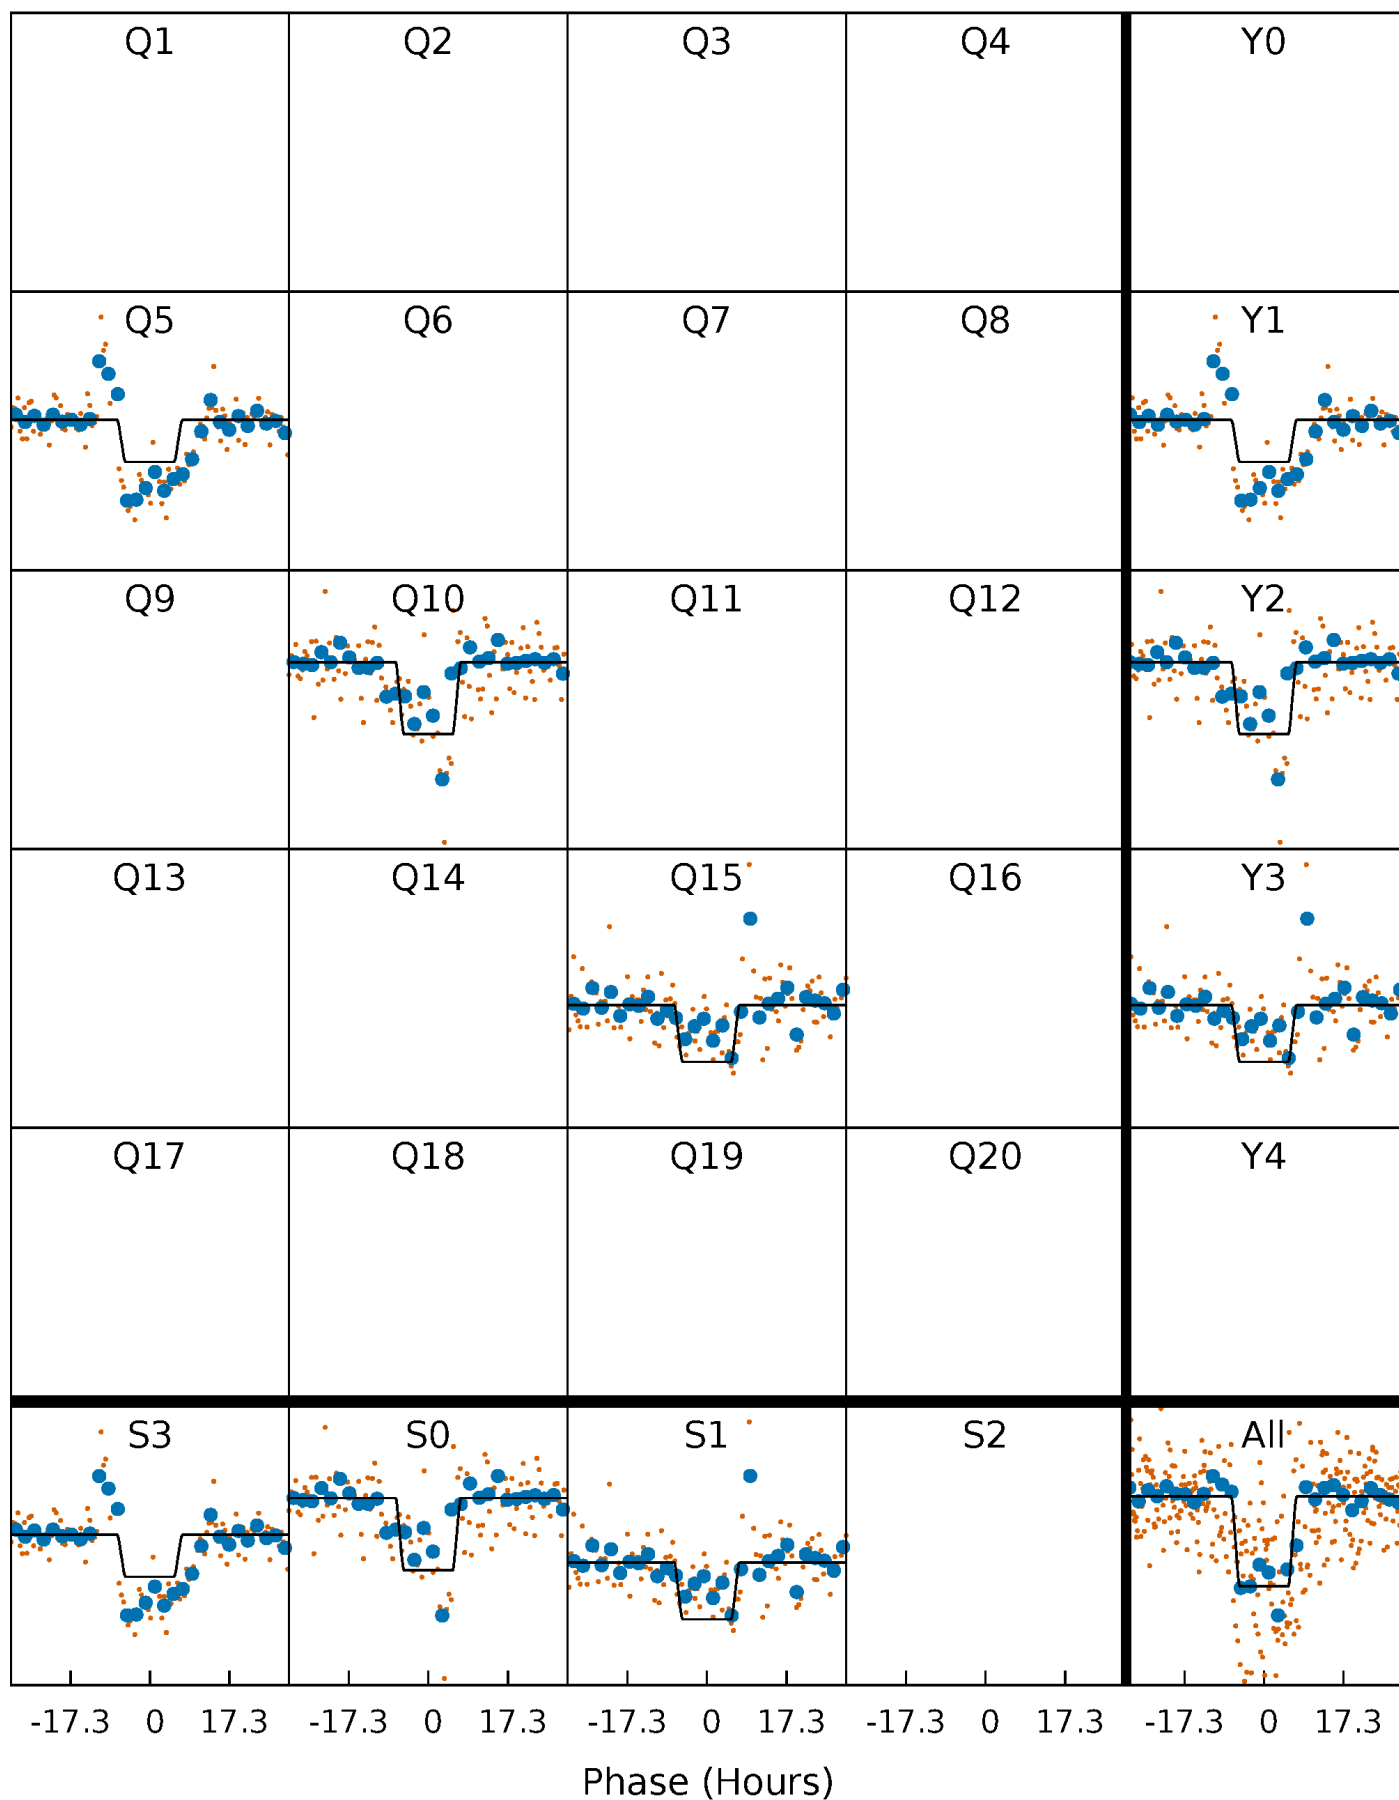 Q1 Q2 Q3 Q4 Y0
Q5 Q6 Q7 Q8 Y1
Q9 Q10 Q11 Q12 Y2
Q13 Q14 Q15 Q16 Y3
Q17 Q18 Q19 Q20 Y4
S3 S0 S1 S2 All
-17.3 0 17.3 -17.3 0 17.3 -17.3 0 17.3 -17.3 0 17.3 -17.3 0 17.3
Phase (Hours)